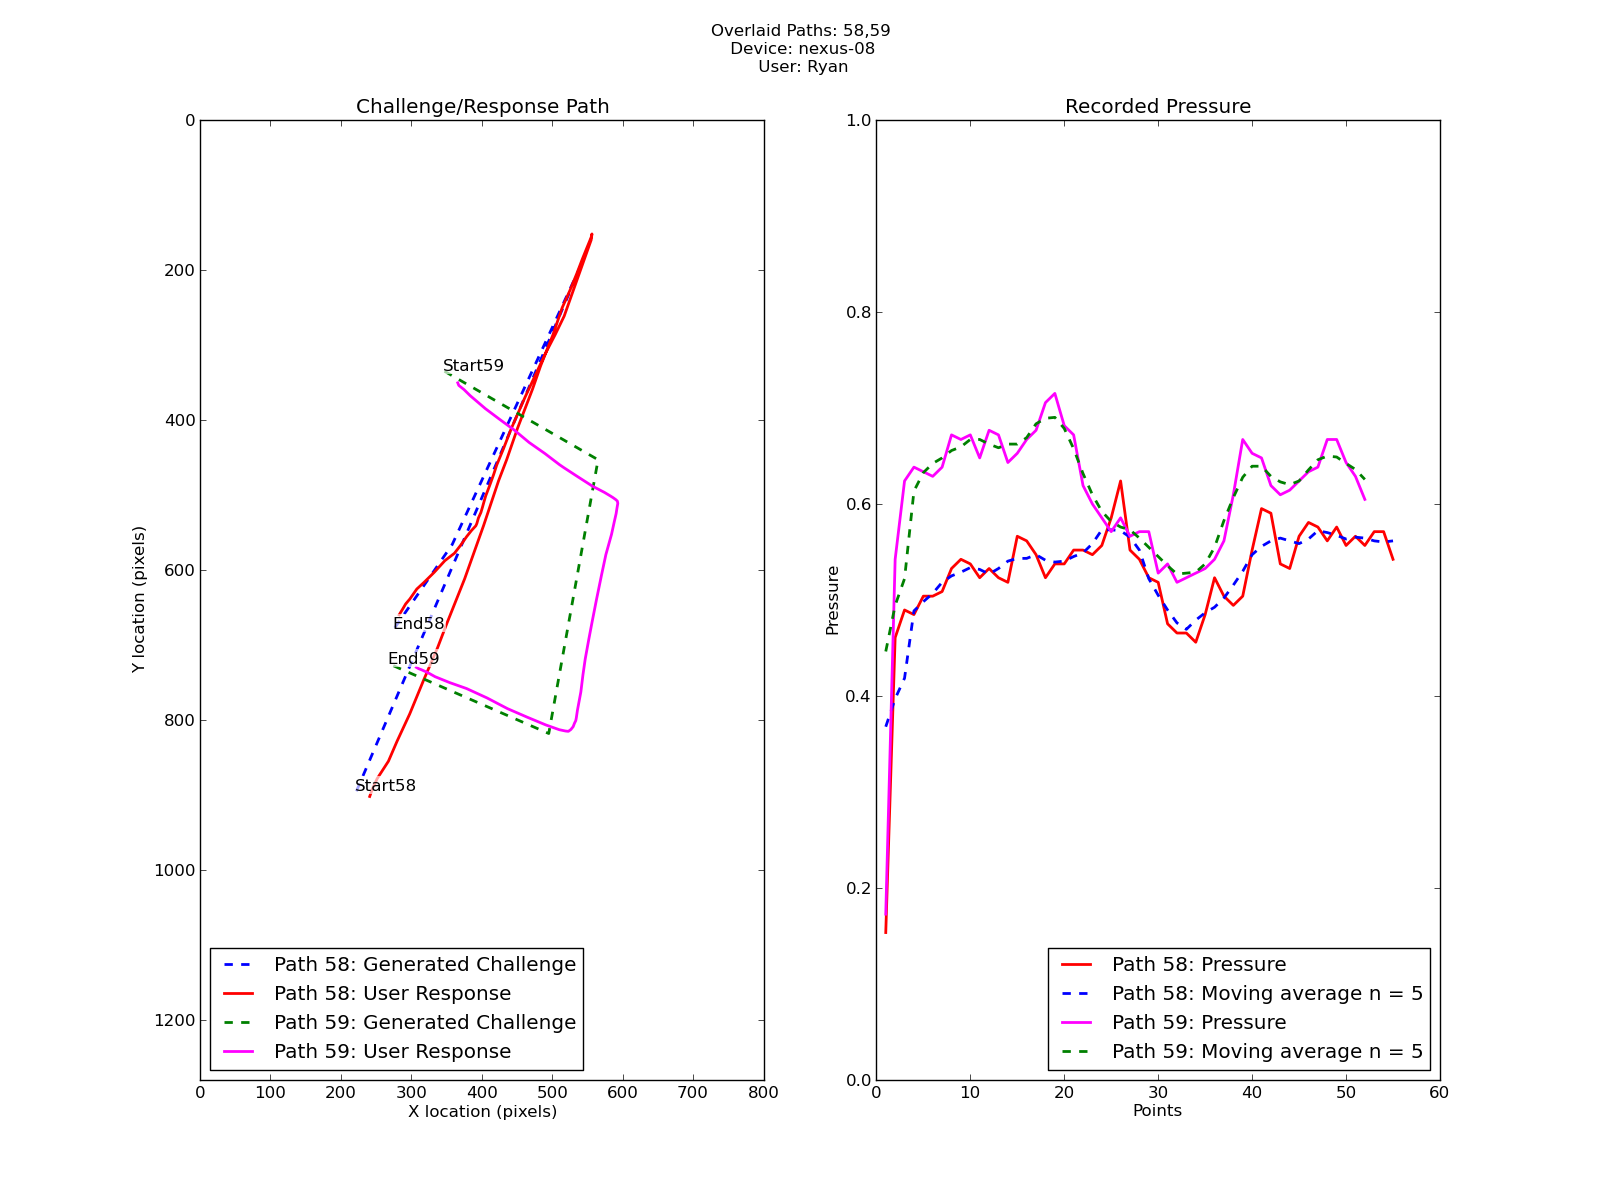 Overlaid Paths: 58,59
Device: nexus-08
User: Ryan
Challenge/Response Path
0
200
400
600
800
1000
1200
Y location (pixels)
Start59
End58
End59
Start58
Path 58: Generated Challenge
Path 58: User Response
Path 59: Generated Challenge
Path 59: User Response
0 100 200 300 400 500 600 700 800
X location (pixels)
Recorded Pressure
1.0
0.8
0.6
0.4
0.2
0.0
Pressure
Path 58: Pressure
Path 58: Moving average n = 5
Path 59: Pressure
Path 59: Moving average n = 5
0 10 20 30 40 50 60
Points